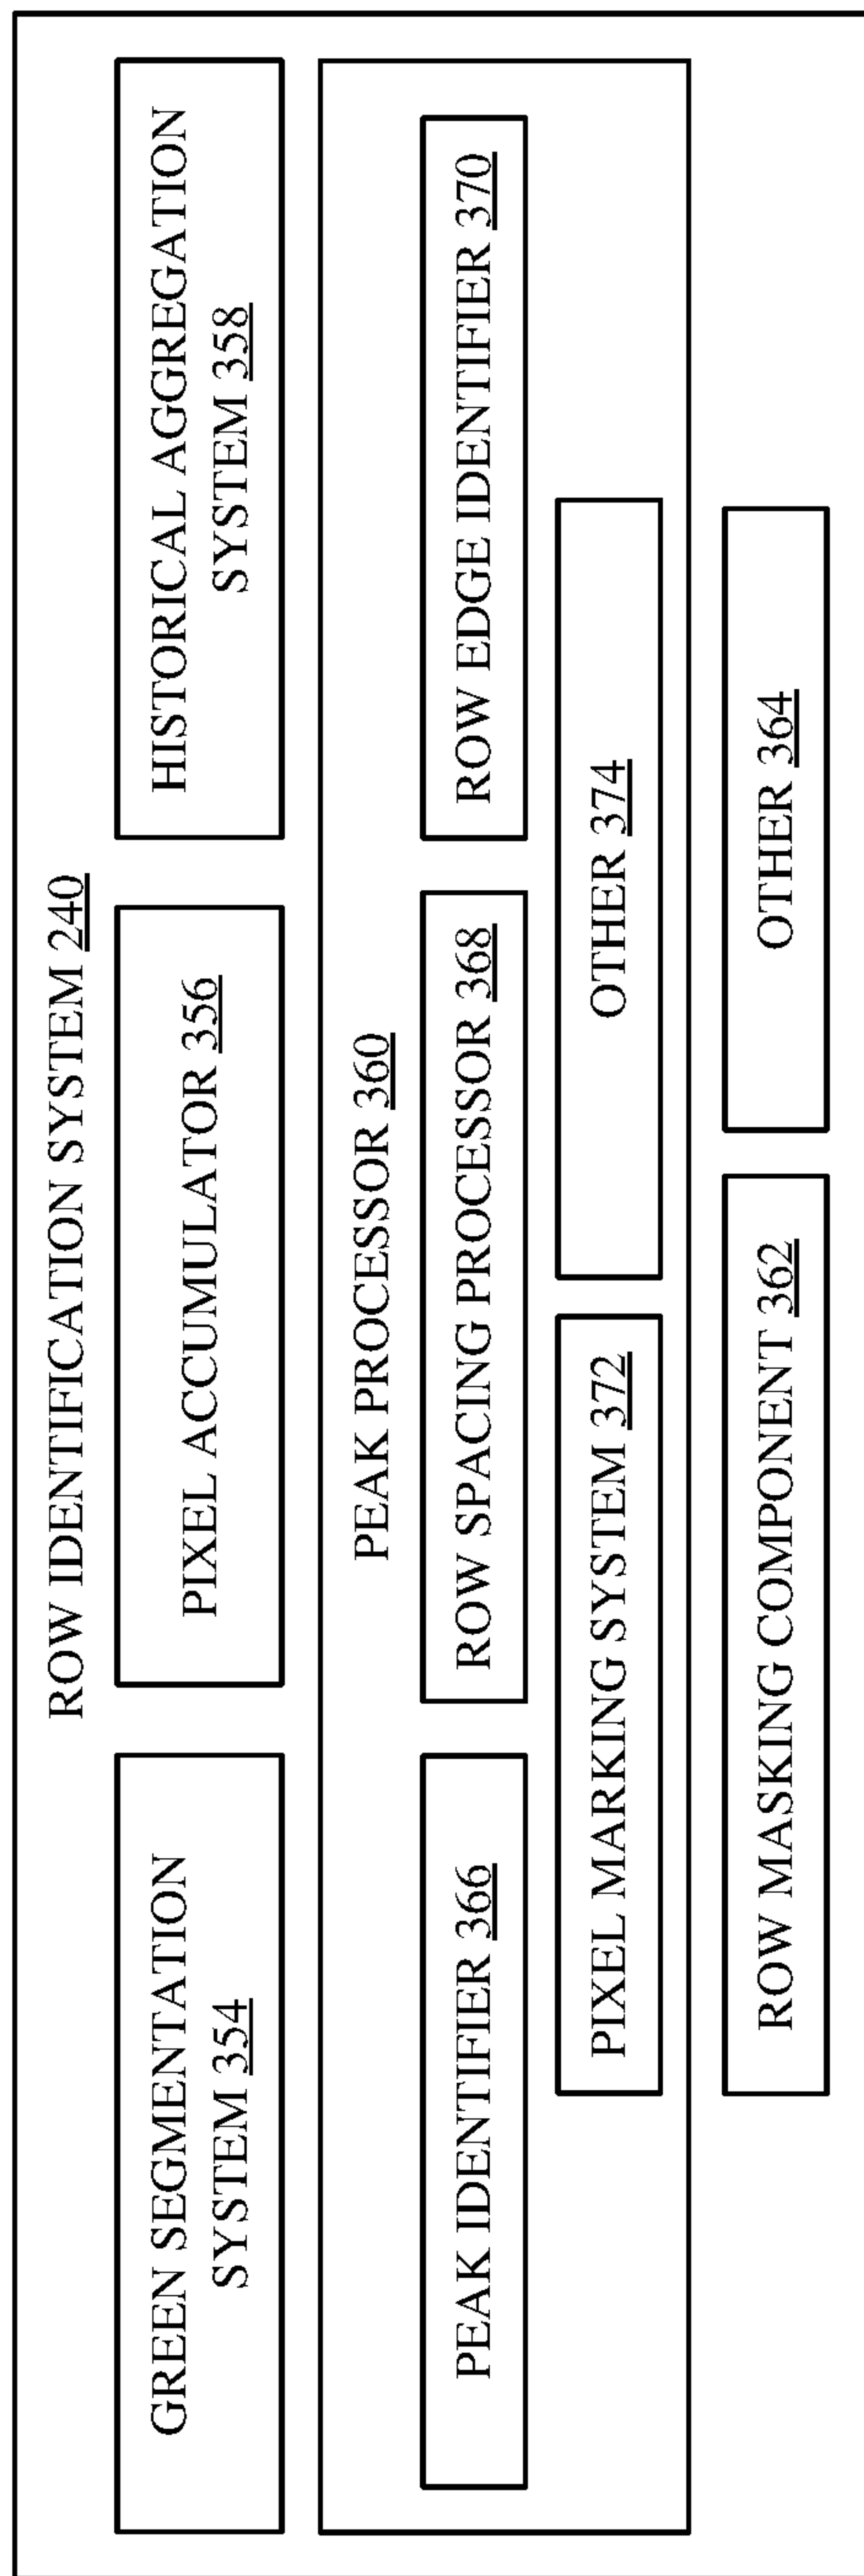 ROW IDENTIFICATION SYSTEM 240
GREEN SEGMENTATION
SYSTEM 354
PIXEL ACCUMULATOR 356
HISTORICAL AGGREGATION
SYSTEM 358
PEAK PROCESSOR 360
PEAK IDENTIFIER 366
ROW SPACING PROCESSOR 368
ROW EDGE IDENTIFIER 370
PIXEL MARKING SYSTEM 372
OTHER 374
ROW MASKING COMPONENT 362
OTHER 364